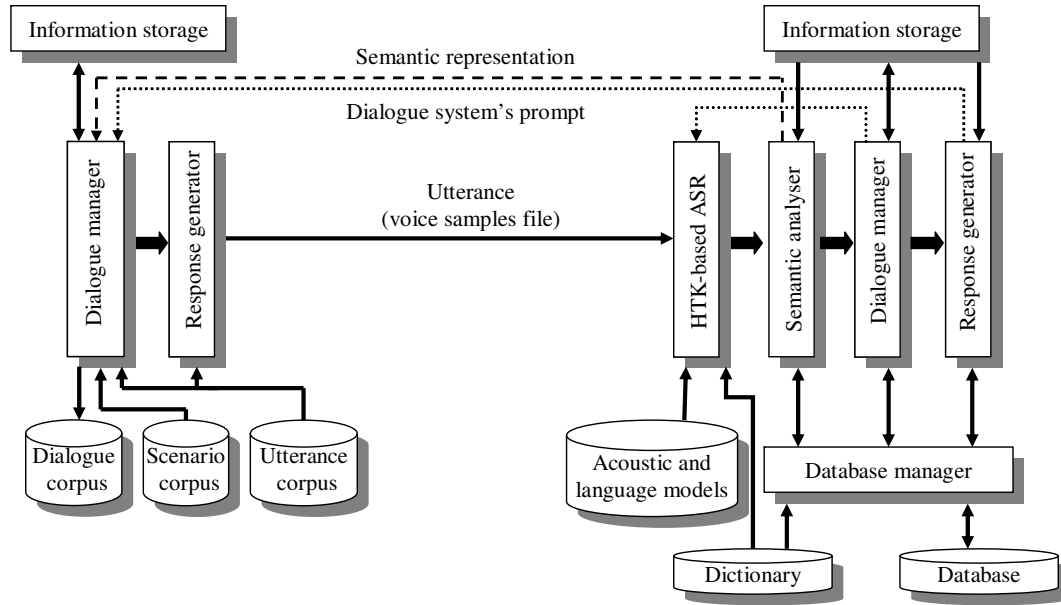 Information storage
Information storage
Semantic representation
Dialogue system's prompt
Dialogue manager
Response generator
Utterance
(voice samples file)
HTK-based ASR
Semantic analyser
Dialogue manager
Response generator
Dialogue
corpus
Scenario
corpus
Utterance
corpus
Acoustic and
language models
Database manager
Dictionary
Database